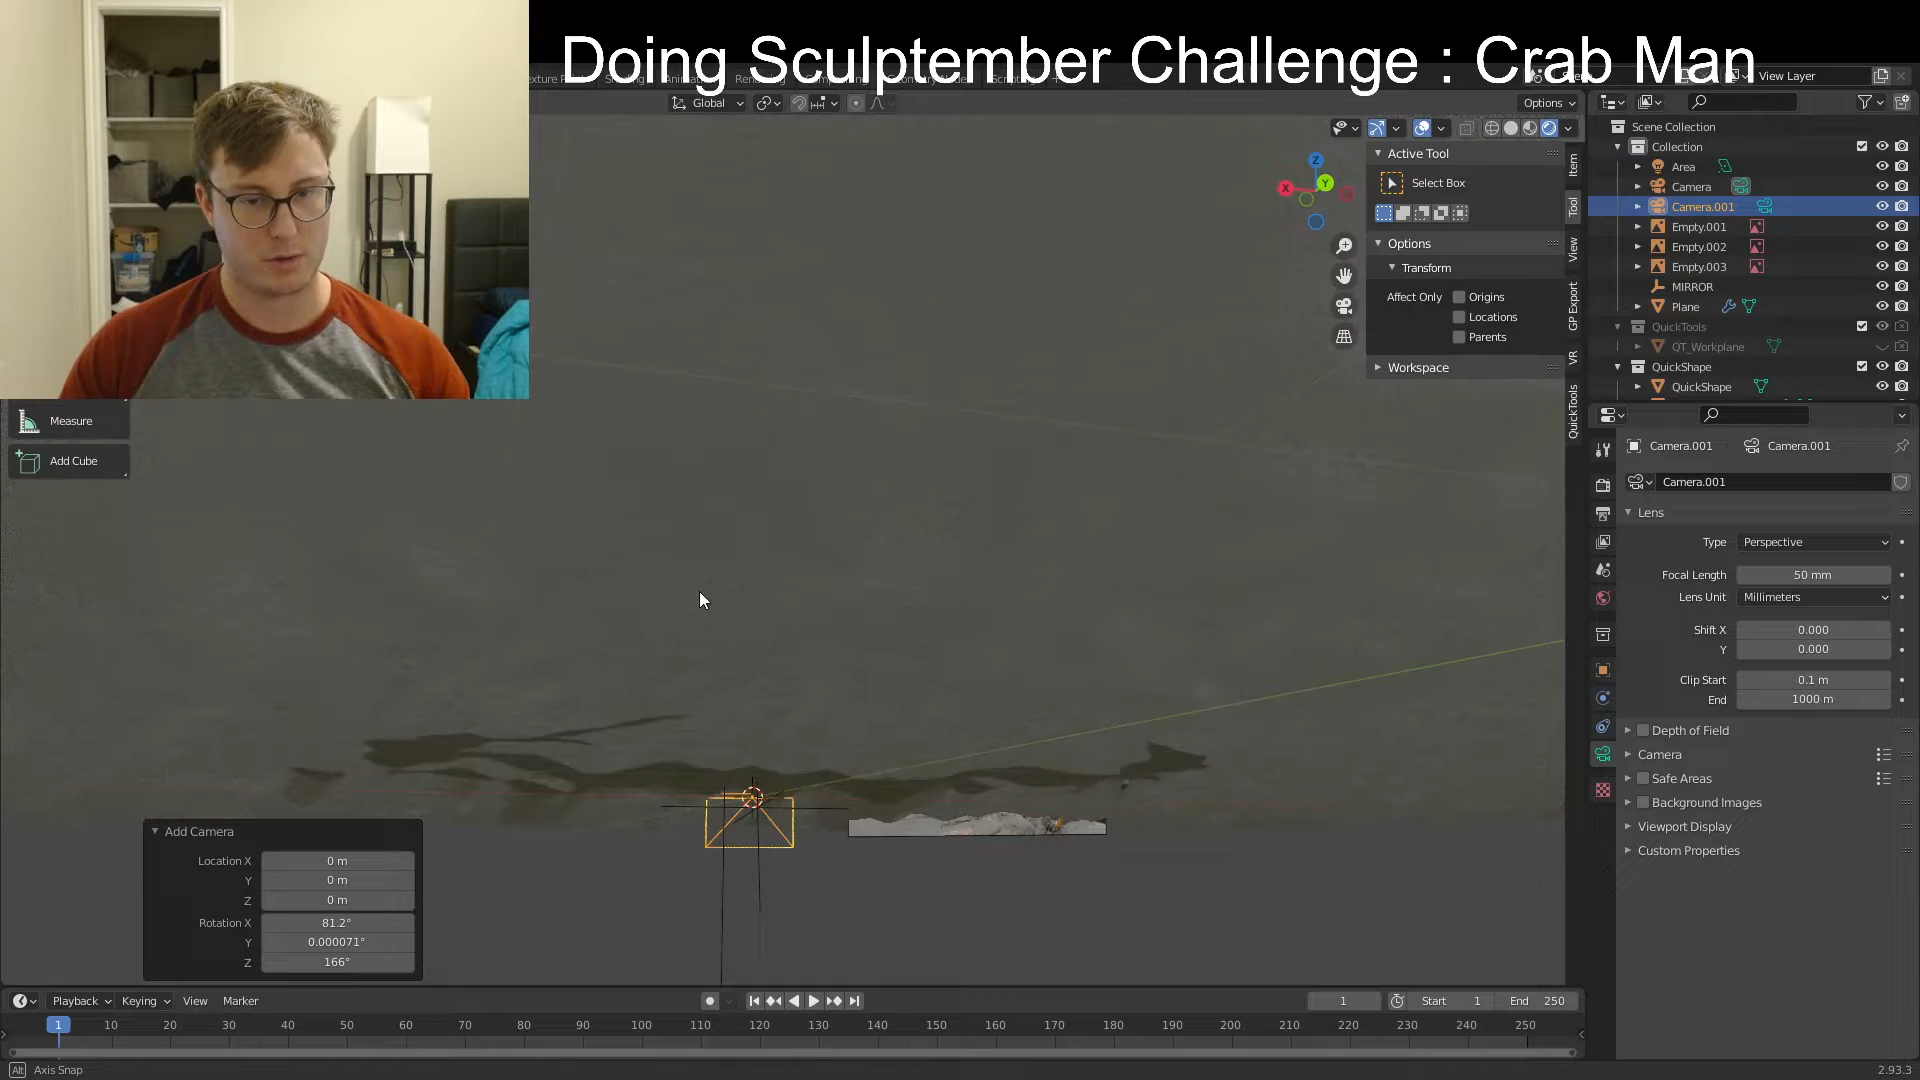 Doing Sculptember Challenge : Crab Man
View Layer
Global
Options
Scene Collection
Collection
Area
Camera
Camera.001
Empty.001
Empty.002
Empty.003
MIRROR
Plane
QuickTools
QT_Workplane
QuickShape
QuickShape
Z
X
Y
Active Tool
Select Box
Options
Transform
Affect Only
Origins
Locations
Parents
Workspace
Item
Tool
View
GP Export
VR
QuickTools
Measure
Add Cube
Camera.001
Camera.001
Camera.001
Lens
Type Perspective
Focal Length 50 mm
Lens Unit Millimeters
Shift X 0.000
Y 0.000
Clip Start 0.1 m
End 1000 m
Depth of Field
Camera
Safe Areas
Background Images
Viewport Display
Custom Properties
Add Camera
Location X 0 m
Y 0 m
Z 0 m
Rotation X 81.2°
Y 0.000071°
Z 166°
Playback Keying View Marker
1 Start 1 End 250
1 10 20 30 40 50 60 70 80 90 100 110 120 130 140 150 160 170 180 190 200 210 220 230 240 250
Alt Axis Snap
2.93.3